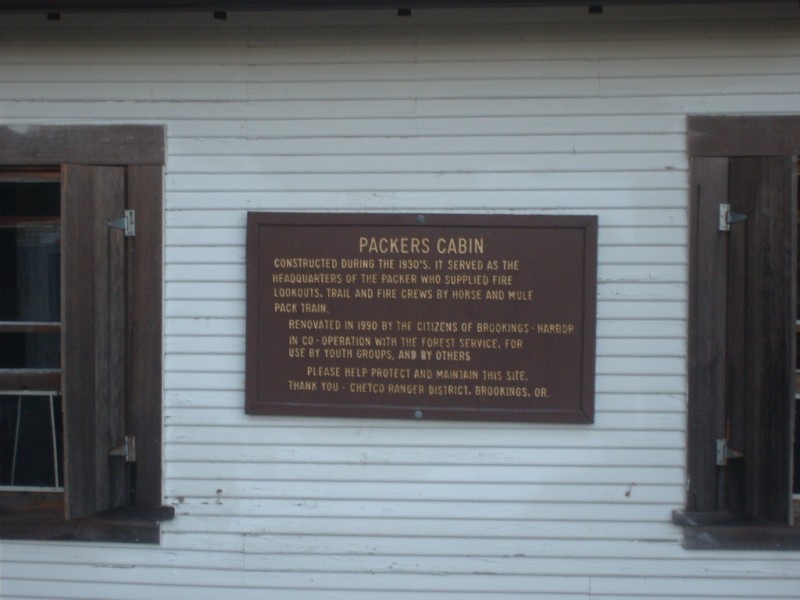 PACKERS CABIN
CONSTRUCTED DURING THE 1930'S. IT SERVED AS THE
HEADQUARTERS OF THE PACKER WHO SUPPLIED FIRE
LOOKOUTS, TRAIL AND FIRE CREWS BY HORSE AND MULE
PACK TRAIN.
RENOVATED IN 1990 BY THE CITIZENS OF BROOKINGS - HARBOR
IN CO - OPERATION WITH THE FOREST SERVICE, FOR
USE BY YOUTH GROUPS, AND BY OTHERS
PLEASE HELP PROTECT AND MAINTAIN THIS SITE.
THANK YOU - CHETCO RANGER DISTRICT, BROOKINGS, OR.